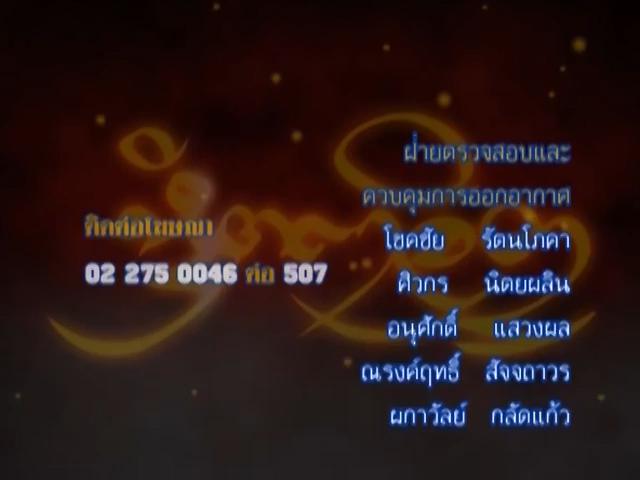 ติดต่อโฆษณา
02 275 0046 ต่อ 507
ฝ่ายตรวจสอบและ
ควบคุมการออกอากาศ
โชคชัย รัตนโภคา
ศิวกร นิตยผลิน
อนุศักดิ์ แสวงผล
ณรงค์ฤทธิ์ สัจจถาวร
ผกาวัลย์ กลัดแก้ว